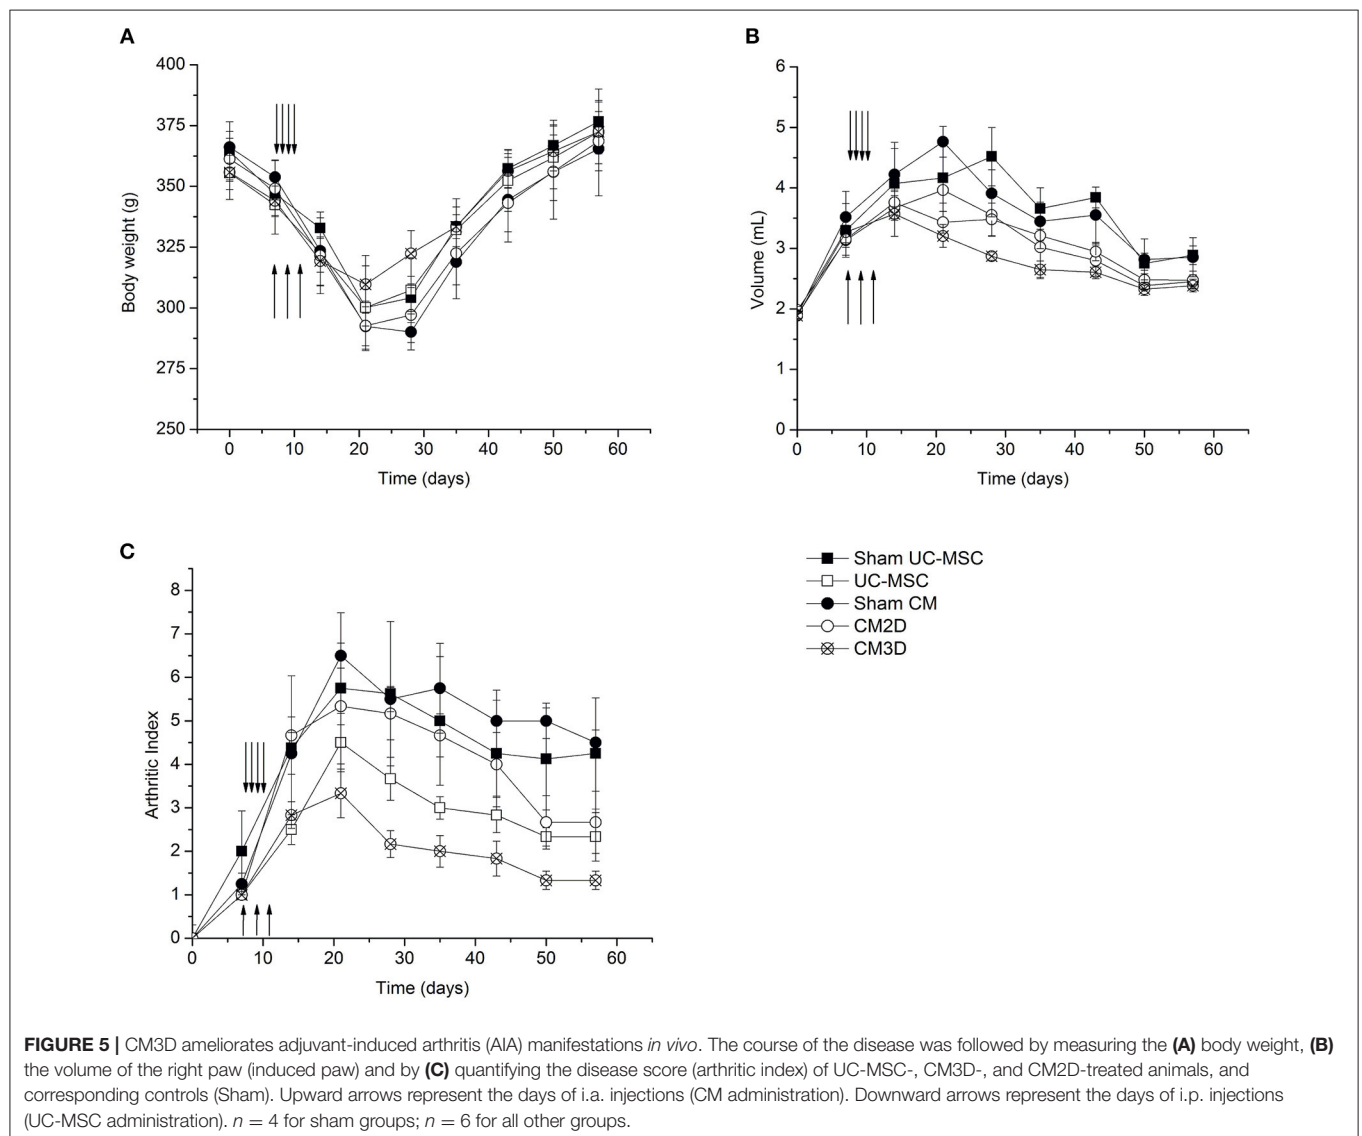 A
400
375
350
325
300
275
250
Body weight (g)
0 10 20 30 40 50 60
Time (days)
B
6
5
4
3
2
1
0
Volume (mL)
0 10 20 30 40 50 60
Time (days)
C
8
7
6
5
4
3
2
1
0
Arthritic Index
0 10 20 30 40 50 60
Time (days)
Sham UC-MSC
UC-MSC
Sham CM
CM2D
CM3D
FIGURE 5 | CM3D ameliorates adjuvant-induced arthritis (AIA) manifestations in vivo. The course of the disease was followed by measuring the (A) body weight, (B)
the volume of the right paw (induced paw) and by (C) quantifying the disease score (arthritic index) of UC-MSC-, CM3D-, and CM2D-treated animals, and
corresponding controls (Sham). Upward arrows represent the days of i.a. injections (CM administration). Downward arrows represent the days of i.p. injections
(UC-MSC administration). n = 4 for sham groups; n = 6 for all other groups.